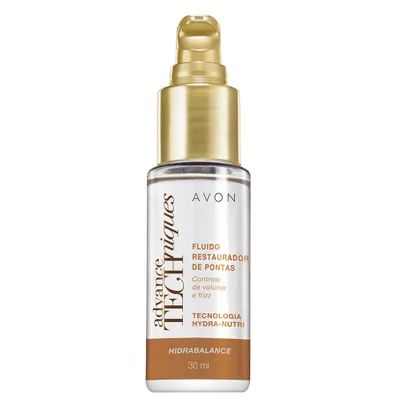 AVON
advance
TECHniques
FLUIDO
RESTAURADOR
DE PONTAS
Controle
de volume
e frizz
TECNOLOGIA
HYDRA-NUTRI
HIDRABALANCE
30 ml